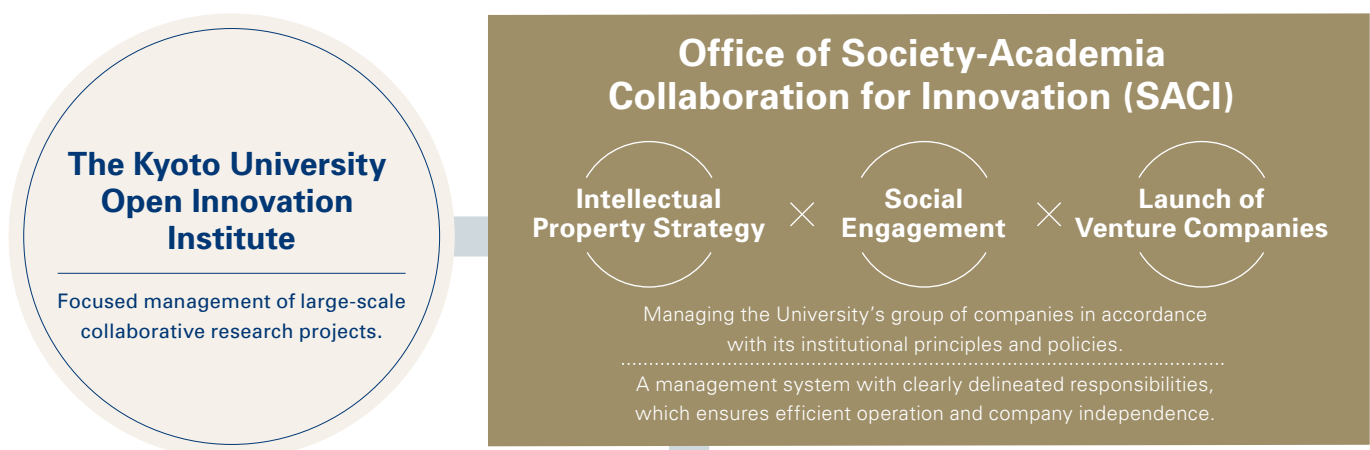 The Kyoto University
Open Innovation
Institute
Focused management of large-scale
collaborative research projects.
Office of Society-Academia
Collaboration for Innovation (SACI)
Intellectual
Property Strategy
×
Social
Engagement
×
Launch of
Venture Companies
Managing the University’s group of companies in accordance
with its institutional principles and policies.
A management system with clearly delineated responsibilities,
which ensures efficient operation and company independence.